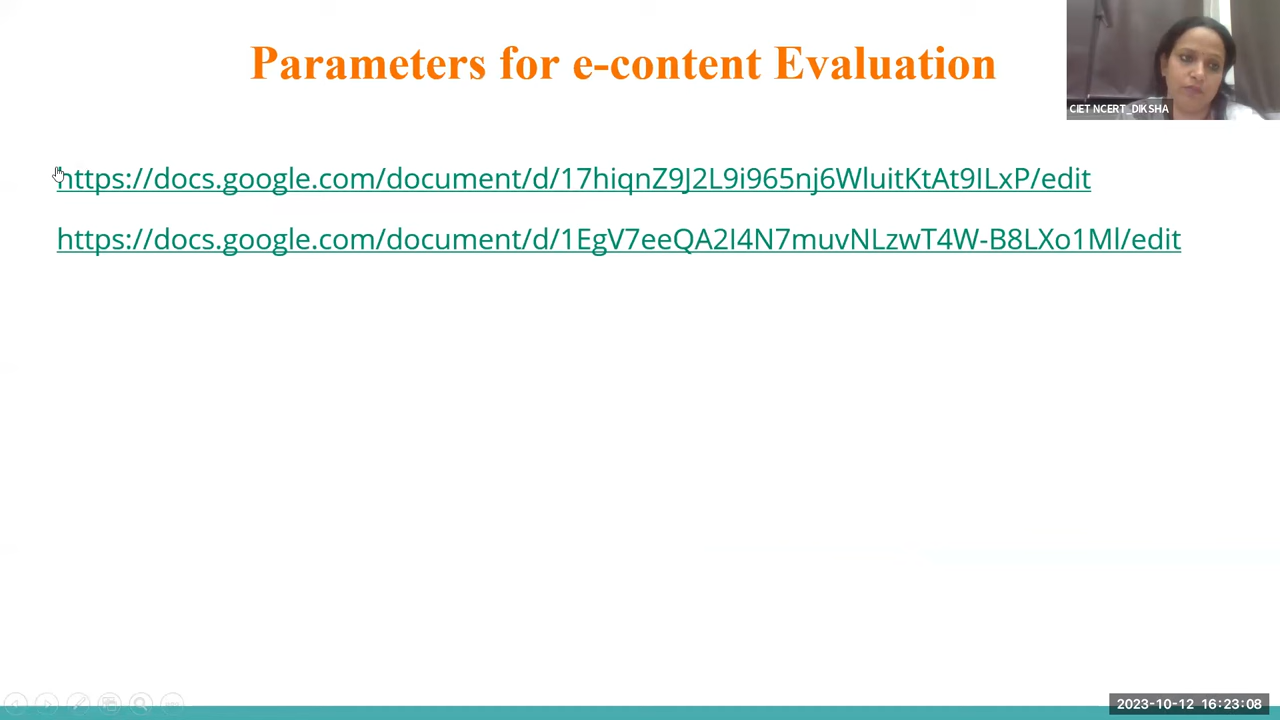 Parameters for e-content Evaluation
CIET NCERT_DIKSHA
https://docs.google.com/document/d/17hiqnZ9J2L9i965nj6WluitKtAt9ILxP/edit
https://docs.google.com/document/d/1EgV7eeQA2I4N7muvNLzwT4W-B8LXo1Ml/edit
2023-10-12 16:23:08